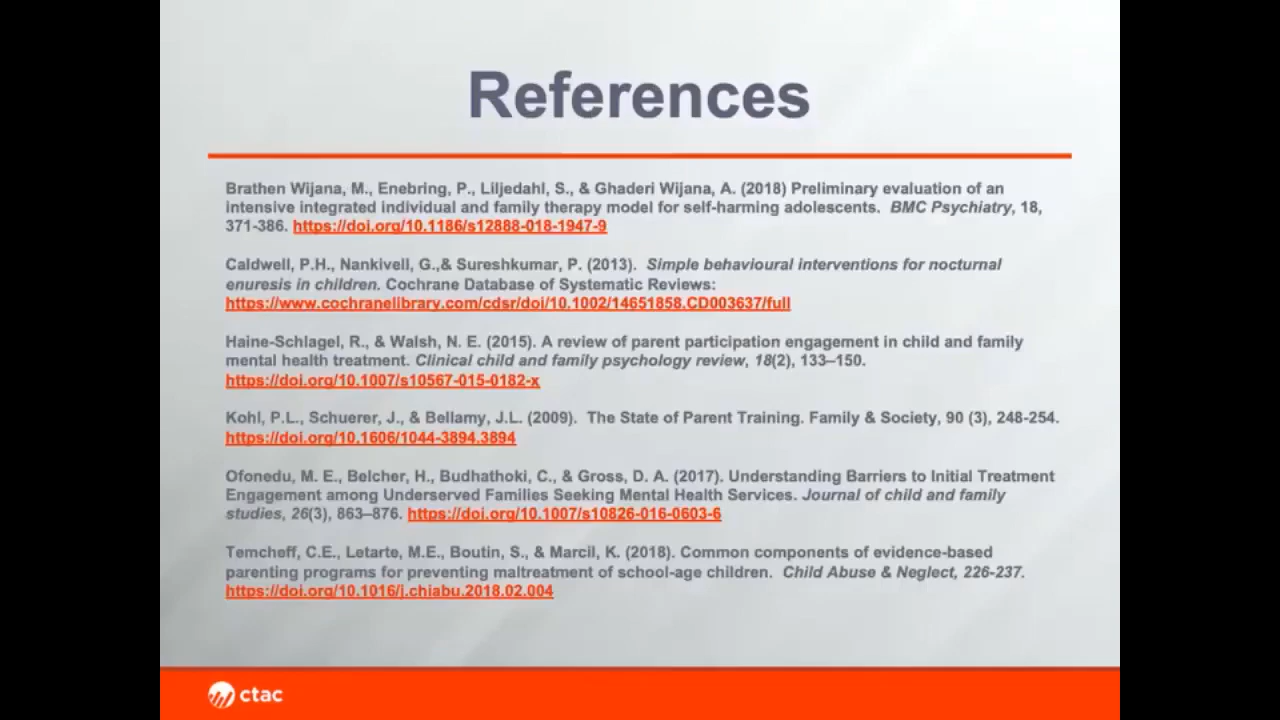 References
Brathen Wijana, M., Enebring, P., Liljedahl, S., & Ghaderi Wijana, A. (2018) Preliminary evaluation of an
intensive integrated individual and family therapy model for self-harming adolescents.  BMC Psychiatry, 18,
371-386. https://doi.org/10.1186/s12888-018-1947-9
Caldwell, P.H., Nankivell, G.,& Sureshkumar, P. (2013).  Simple behavioural interventions for nocturnal
enuresis in children. Cochrane Database of Systematic Reviews:
https://www.cochranelibrary.com/cdsr/doi/10.1002/14651858.CD003637/full
Haine-Schlagel, R., & Walsh, N. E. (2015). A review of parent participation engagement in child and family
mental health treatment. Clinical child and family psychology review, 18(2), 133–150.
https://doi.org/10.1007/s10567-015-0182-x
Kohl, P.L., Schuerer, J., & Bellamy, J.L. (2009).  The State of Parent Training. Family & Society, 90 (3), 248-254.
https://doi.org/10.1606/1044-3894.3894
Ofonedu, M. E., Belcher, H., Budhathoki, C., & Gross, D. A. (2017). Understanding Barriers to Initial Treatment
Engagement among Underserved Families Seeking Mental Health Services. Journal of child and family
studies, 26(3), 863–876. https://doi.org/10.1007/s10826-016-0603-6
Temcheff, C.E., Letarte, M.E., Boutin, S., & Marcil, K. (2018). Common components of evidence-based
parenting programs for preventing maltreatment of school-age children.  Child Abuse & Neglect, 226-237.
https://doi.org/10.1016/j.chiabu.2018.02.004
ctac